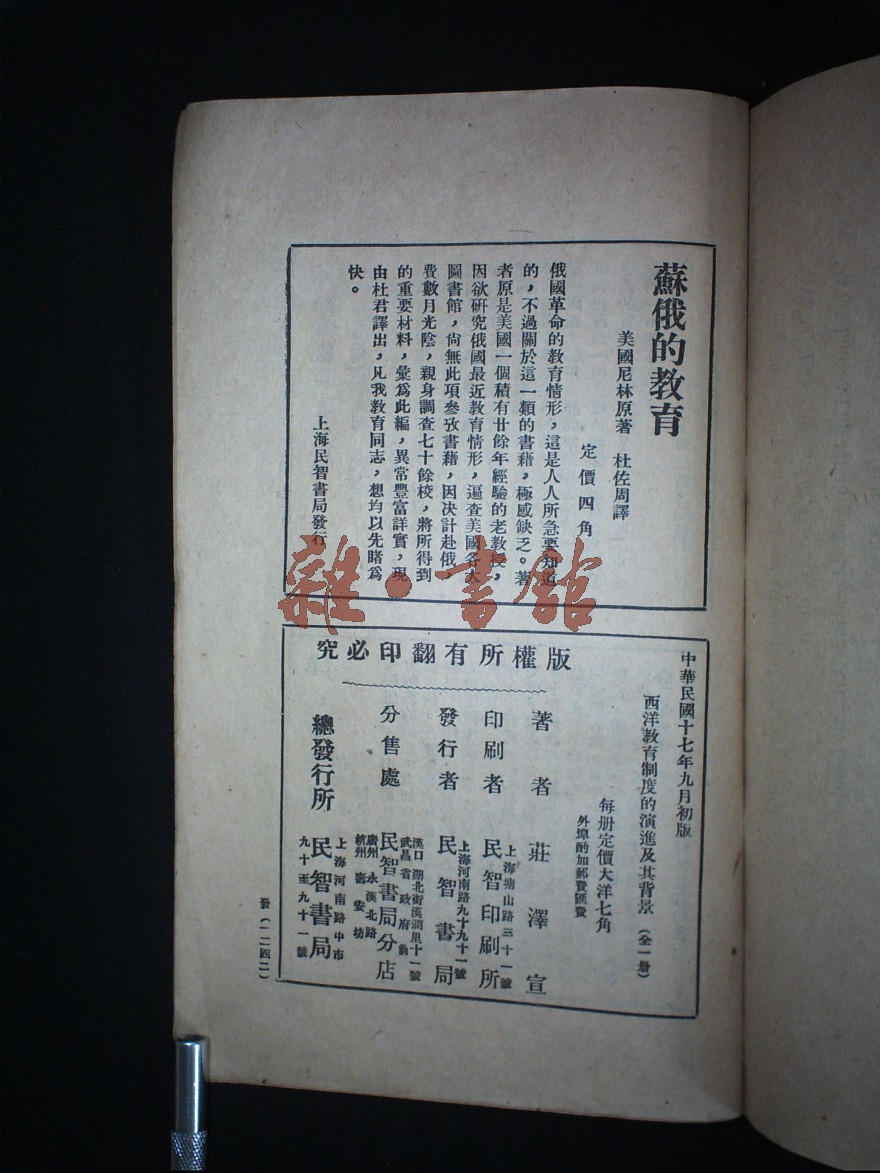 蘇俄的教育
美國尼林原著 杜佐周譯
定價四角
俄國革命的教育情形，這是人人所急要知道
的，不過關於這一類的書藉，極感缺乏。著
者原是美國一個積有廿餘年經驗的老教授，
因欲研究俄國最近教育情形，遍查美國各大
圖書館，尙無此項參攷書藉，因决計赴俄
費數月光陰，親身調查七十餘校，將所得到
的重要材料，彙爲此編，異常豐富詳實，現
由杜君譯出，凡我教育同志，想均以先睹爲
快。
上海民智書局發行
雜·書館
中華民國十七年九月初版
西洋教育制度的演進及其背景（全一册）
每册定價大洋七角
外埠酌加郵費匯費
版權所有翻印必究
著者 莊澤宣
印刷者 民智印刷所
上海塘山路三十一號
發行者 民智書局
上海河南路九十九十一號
分售處 民智書局分店
漢口 湖北街漢潤里十一號
武昌 省政府前
廣州 永漢北路
杭州 壽安坊
總發行所 民智書局
上海河南路中市
九十至九十一號
發（一二四二）